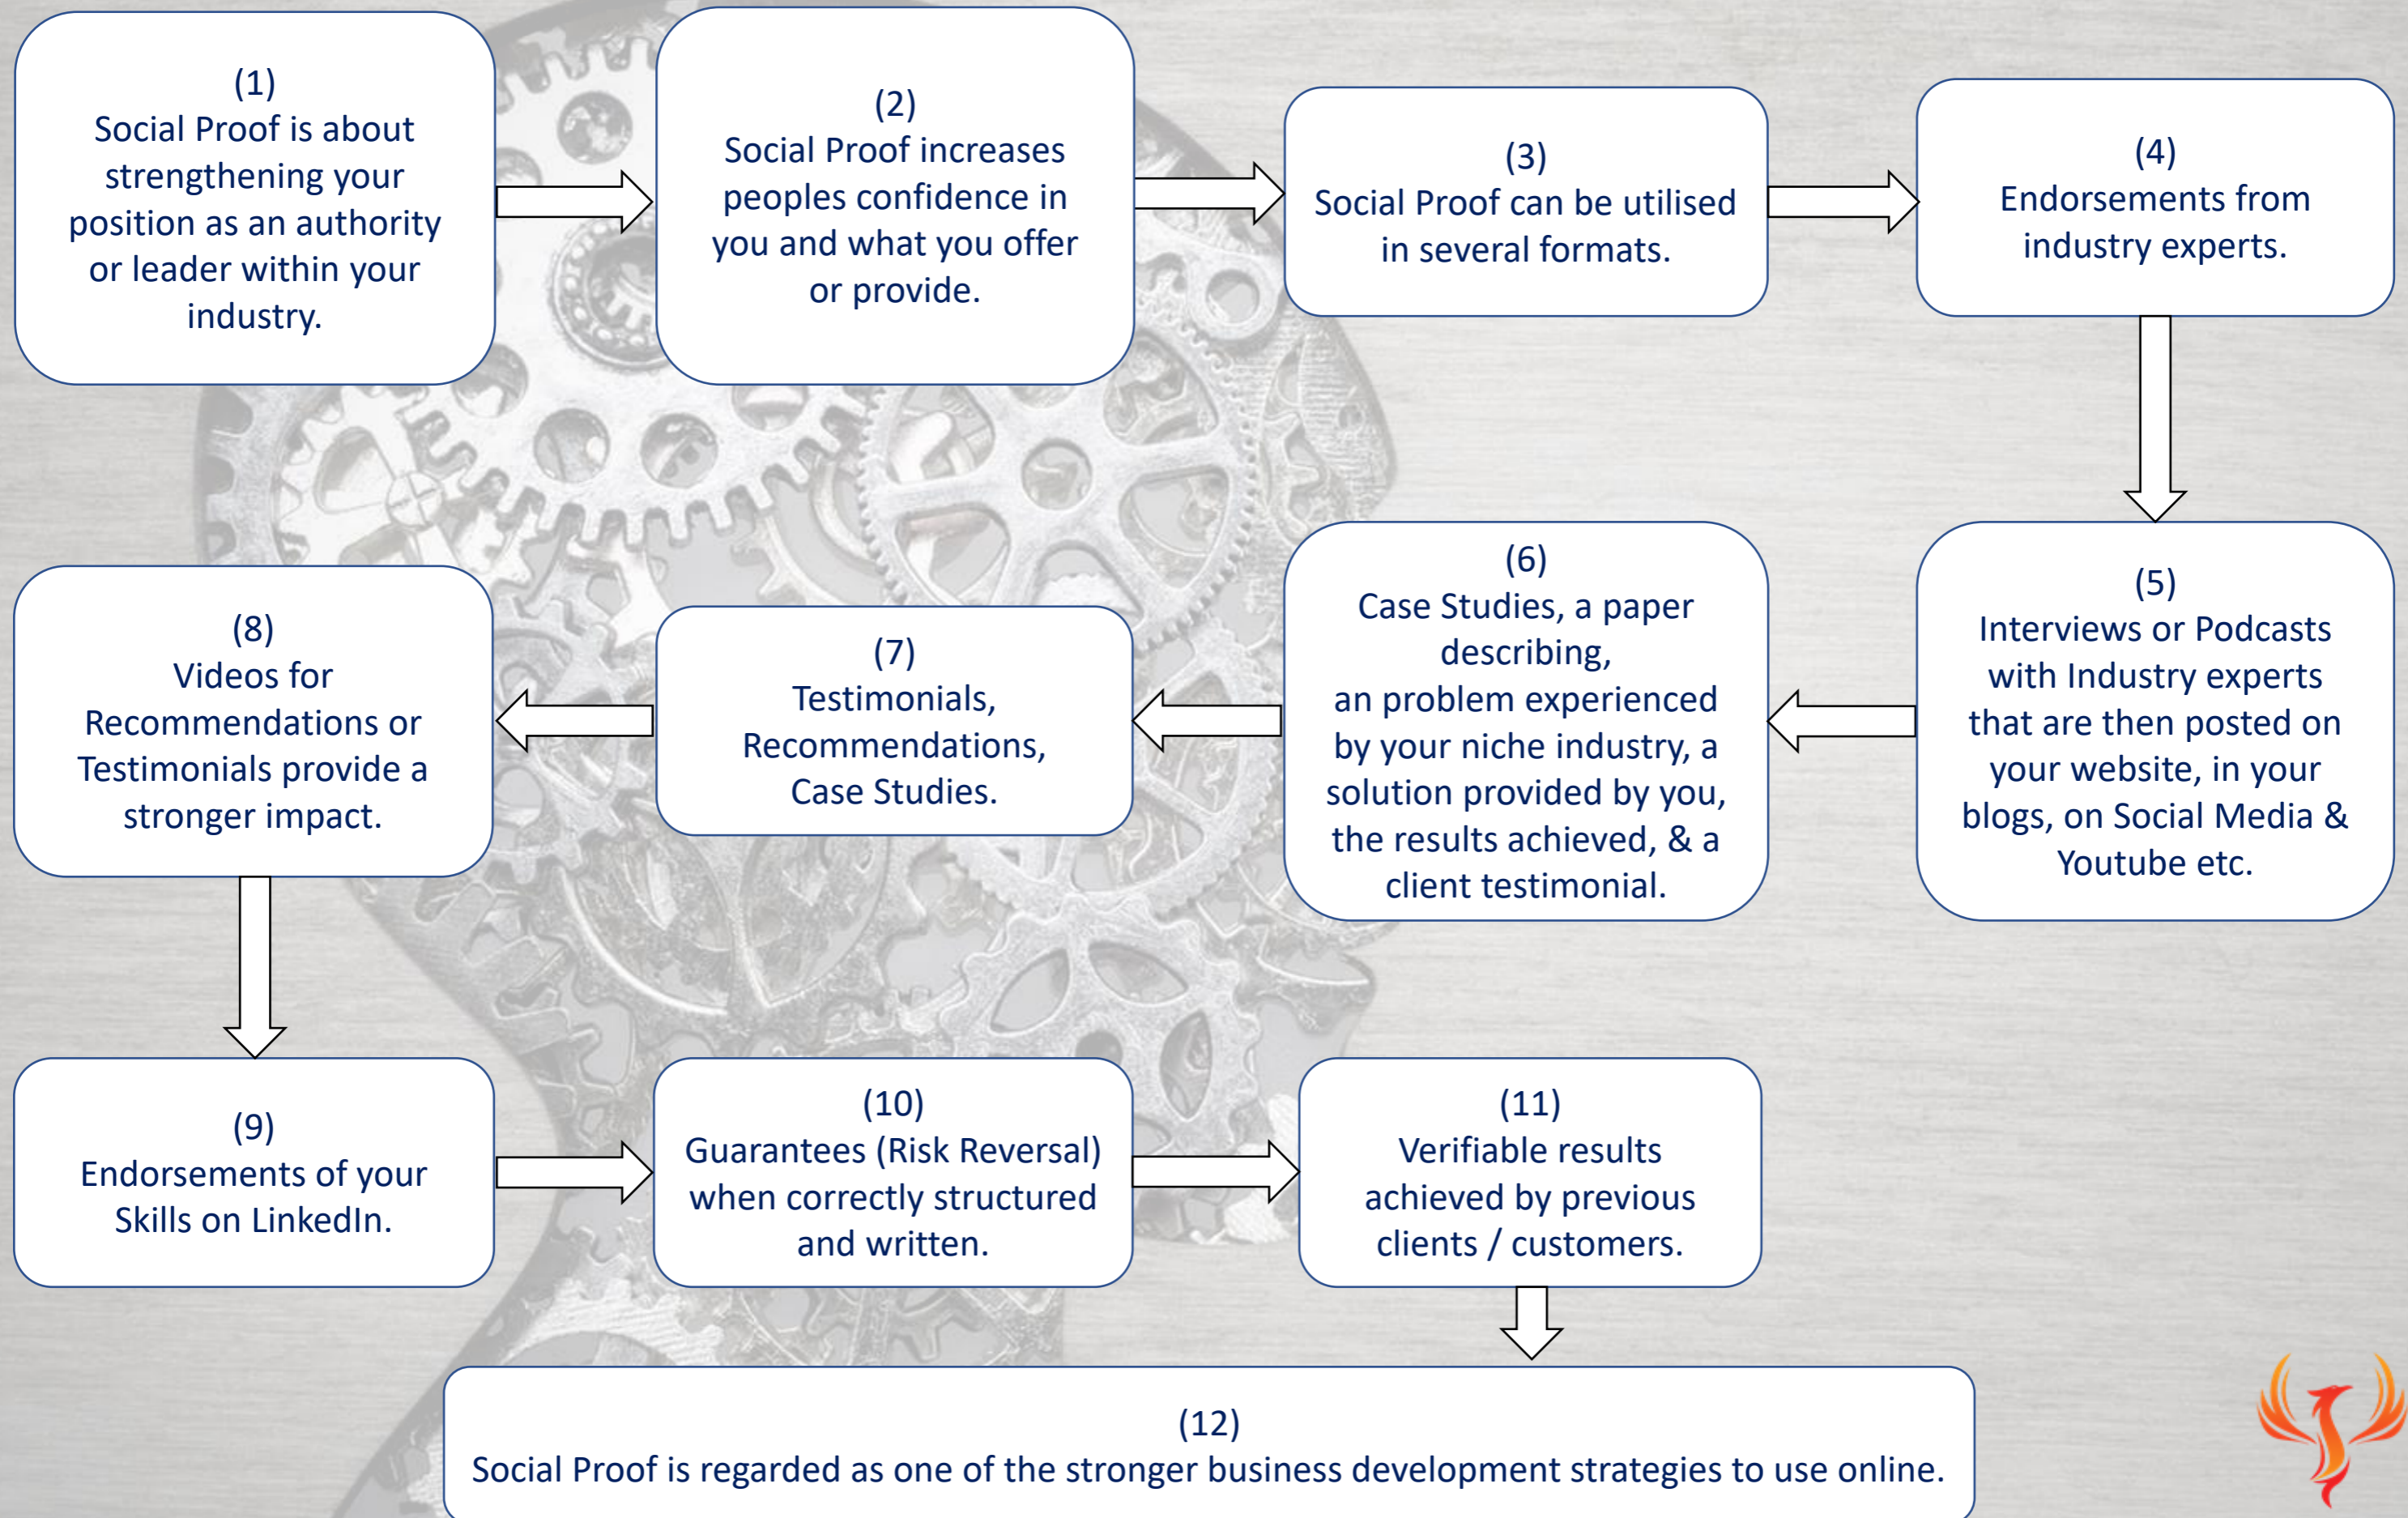 (1)
Social Proof is about
strengthening your
position as an authority
or leader within your
industry.
(2)
Social Proof increases
peoples confidence in
you and what you offer
or provide.
(3)
Social Proof can be utilised
in several formats.
(4)
Endorsements from
industry experts.
(5)
Interviews or Podcasts
with Industry experts
that are then posted on
your website, in your
blogs, on Social Media &
Youtube etc.
(6)
Case Studies, a paper
describing,
an problem experienced
by your niche industry, a
solution provided by you,
the results achieved, & a
client testimonial.
(7)
Testimonials,
Recommendations,
Case Studies.
(8)
Videos for
Recommendations or
Testimonials provide a
stronger impact.
(9)
Endorsements of your
Skills on LinkedIn.
(10)
Guarantees (Risk Reversal)
when correctly structured
and written.
(11)
Verifiable results
achieved by previous
clients / customers.
(12)
Social Proof is regarded as one of the stronger business development strategies to use online.